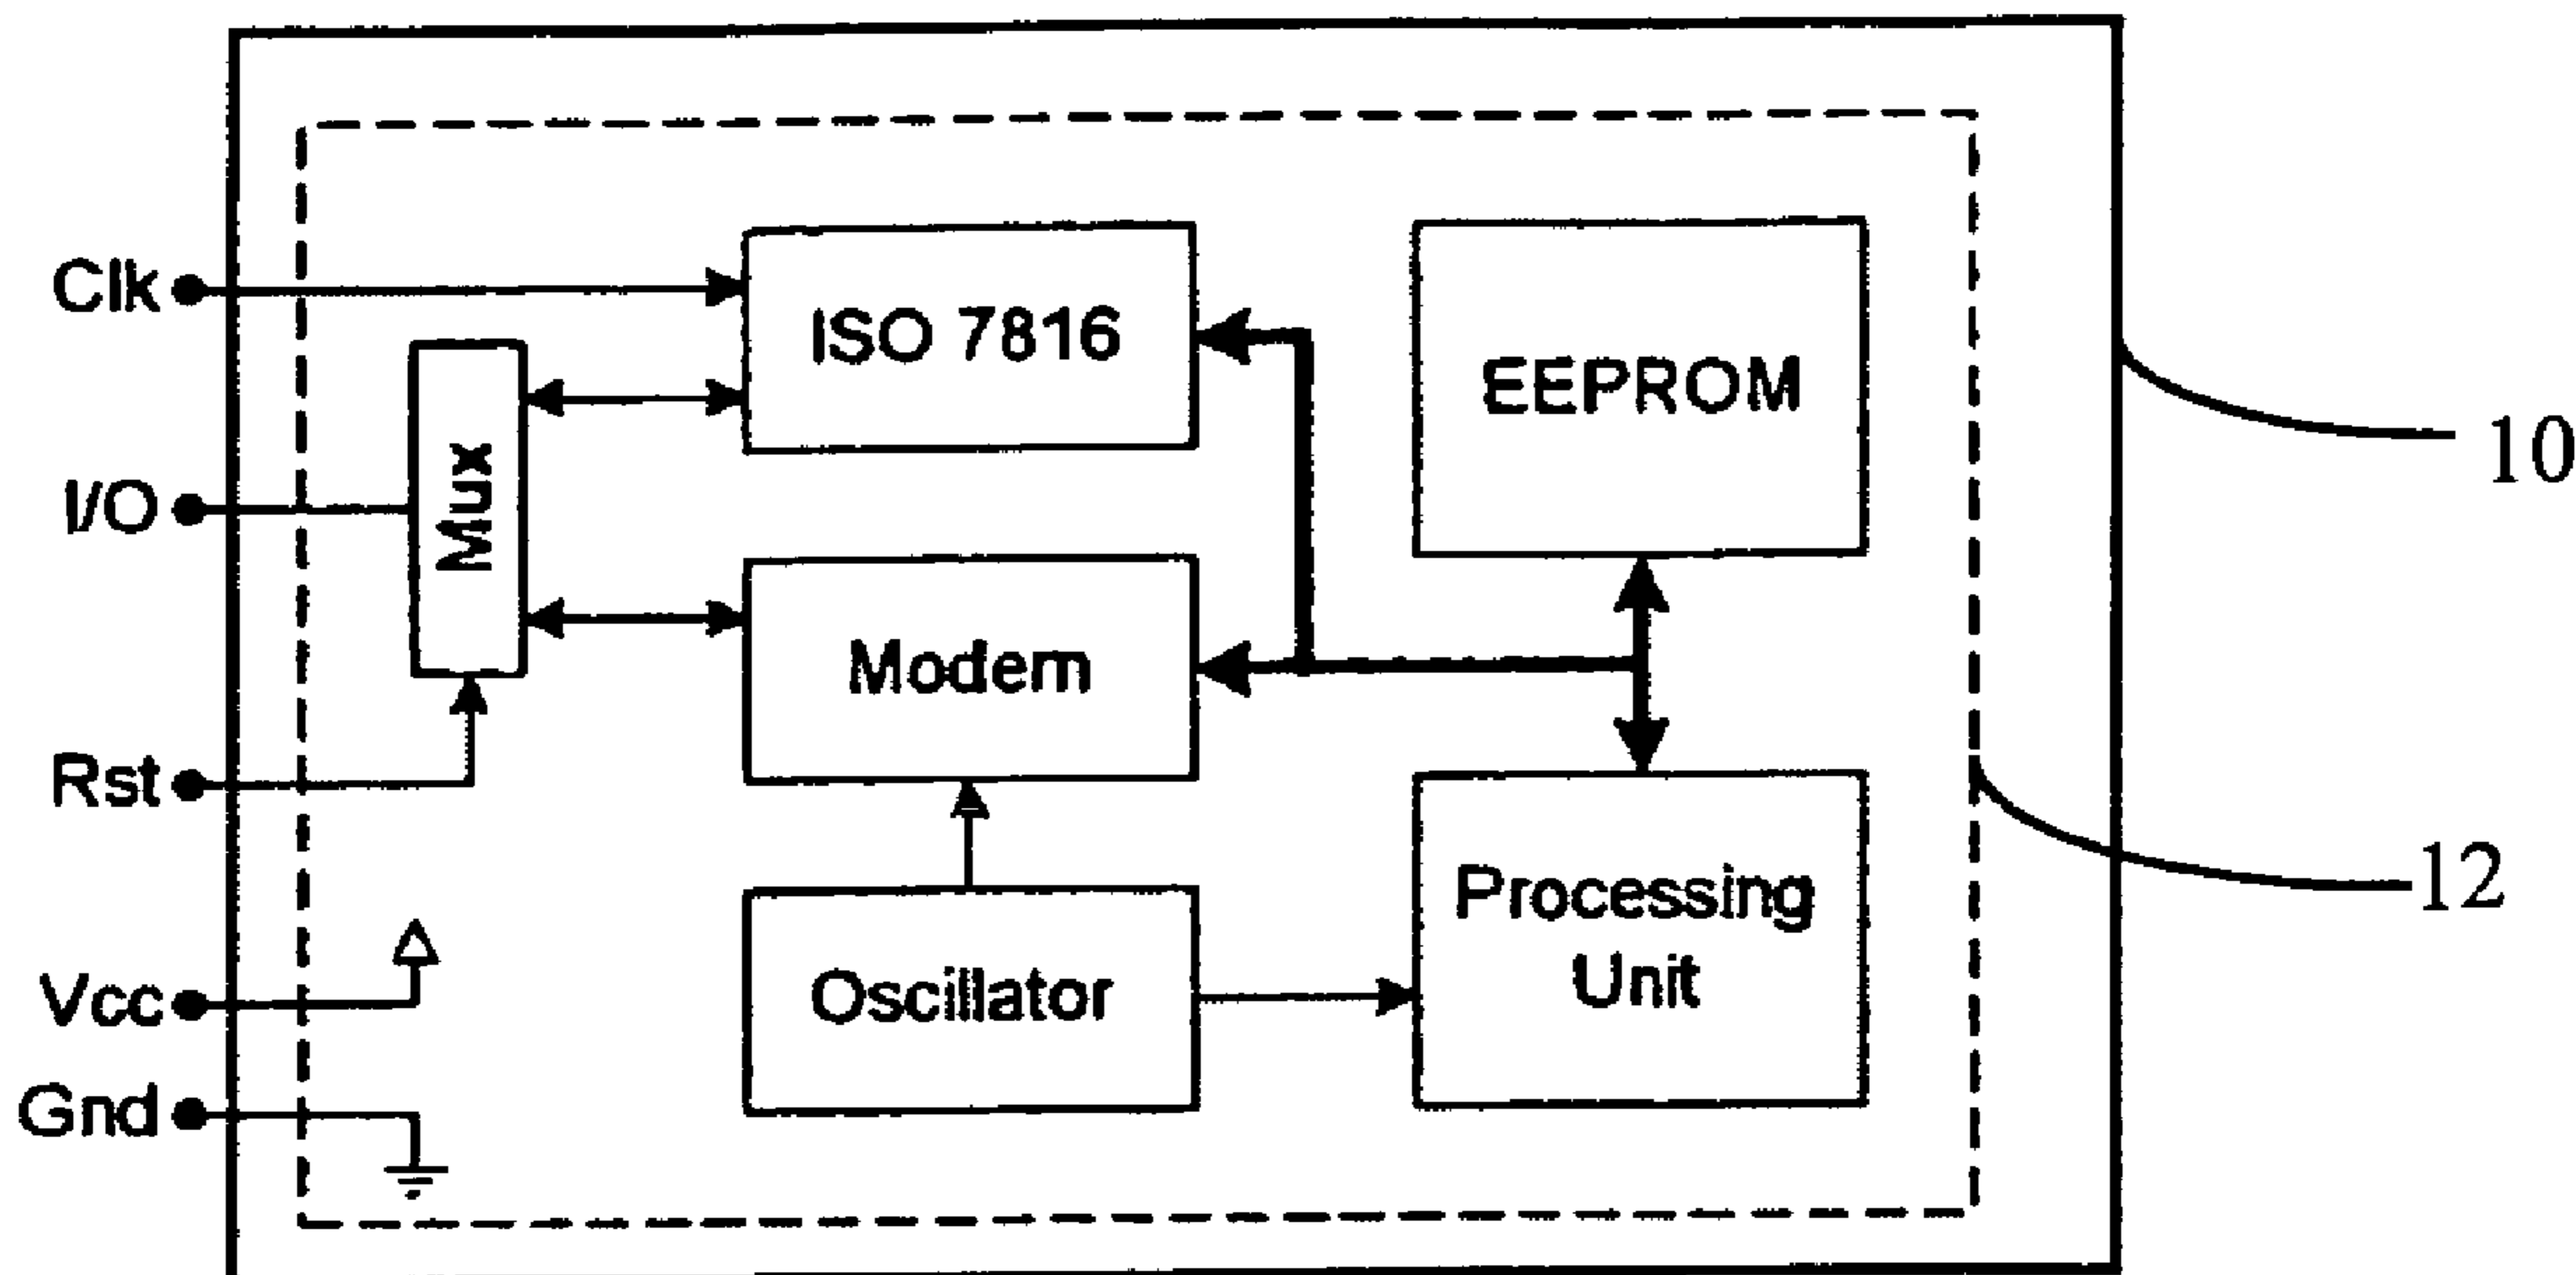 Clk
ISO 7816
EEPROM
10
Mux
I/O
Modem
Rst
Processing
Unit
12
Vcc
Oscillator
Gnd